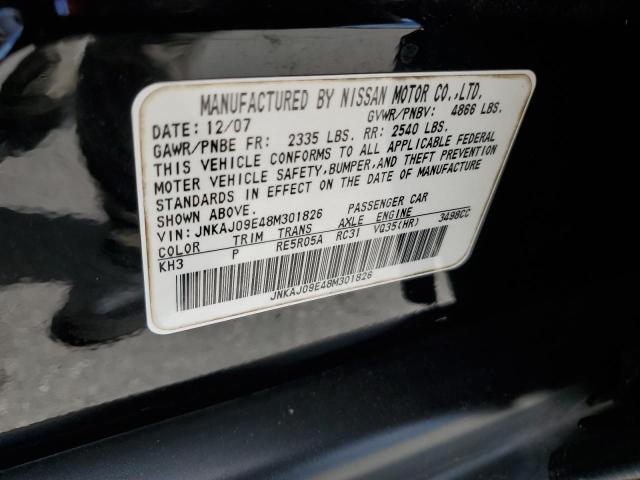 MANUFACTURED BY NISSAN MOTOR CO.,LTD.
DATE: 12/07 GVWR/PNBV: 4866 LBS.
GAWR/PNBE FR: 2335 LBS. RR: 2540 LBS.
THIS VEHICLE CONFORMS TO ALL APPLICABLE FEDERAL
MOTOR VEHICLE SAFETY,BUMPER,AND THEFT PREVENTION
STANDARDS IN EFFECT ON THE DATE OF MANUFACTURE
SHOWN ABOVE.
VIN: JNKAJ09E48M301826 PASSENGER CAR
COLOR TRIM TRANS AXLE ENGINE
KH3 P RE5R05A RC31 VQ35(HR) 3498CC
JNKAJ09E48M301826